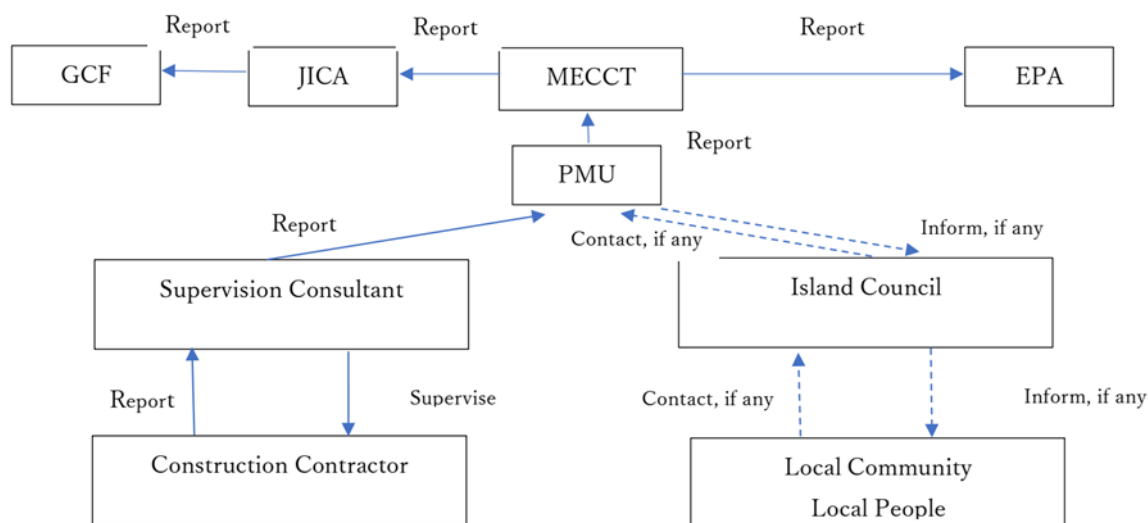 Report
Report
Report
GCF
JICA
MECCT
EPA
Report
PMU
Report
Contact, if any
Inform, if any
Supervision Consultant
Island Council
Report
Supervise
Contact, if any
Inform, if any
Construction Contractor
Local Community
Local People